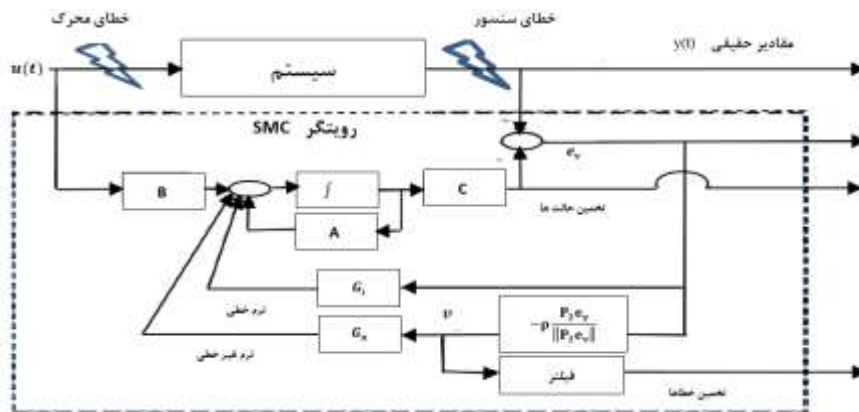 خطای محرک
خطای سنسور
u(t)
سیستم
y(t) مقادیر حقیقی
رویتگر SMC
e_y
B
∫
C
تخمین حالت ها
A
G_l
ترم خطی
υ
G_n
-ρ P₂e_y / ‖P₂e_y‖
ترم غیر خطی
فیلتر
تخمین خطاها